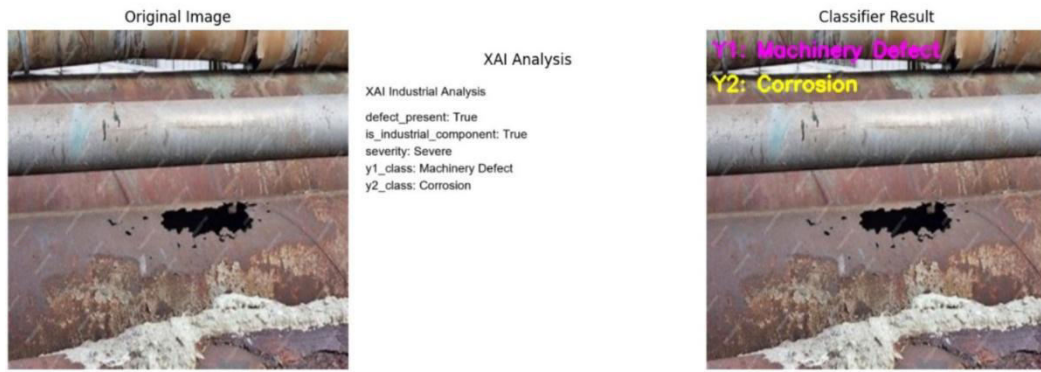 Original Image
XAI Analysis
XAI Industrial Analysis
defect_present: True
is_industrial_component: True
severity: Severe
y1_class: Machinery Defect
y2_class: Corrosion
Classifier Result
Y1: Machinery Defect
Y2: Corrosion